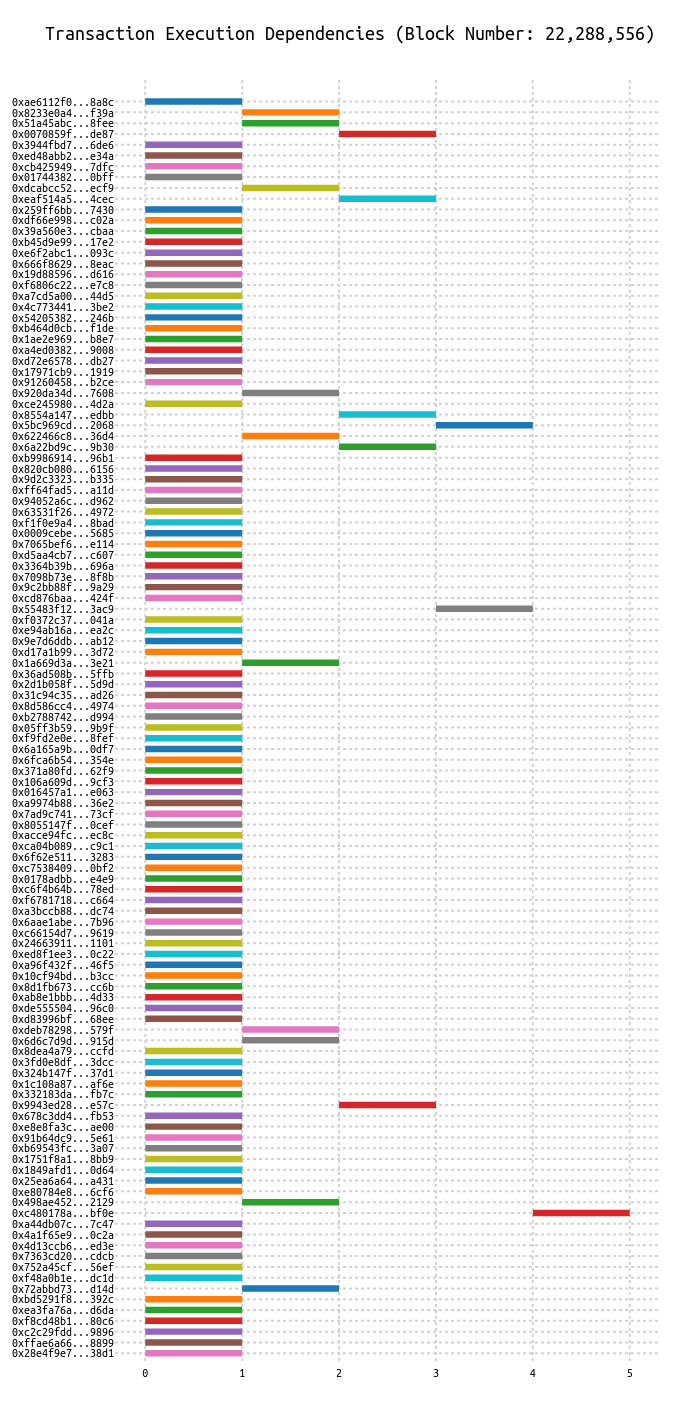 Transaction Execution Dependencies (Block Number: 22,288,556)
0xae6112f0...8a8c
0x8233e0a4...f39a
0x51a45abc...8fee
0x0070859f...de87
0x3944fbd7...6de6
0xed48abb2...e34a
0xcb425949...7dfc
0x01744382...0bff
0xdcabcc52...ecf9
0xeaf514a5...4cec
0x259ff6bb...7430
0xdf66e998...c02a
0x39a560e3...cbaa
0xb45d9e99...17e2
0xe6f2abc1...093c
0x666f8629...8eac
0x19d88596...d616
0xf6806c22...e7c8
0xa7cd5a00...44d5
0x4c773441...3be2
0x54205382...246b
0xb464d0cb...f1de
0x1ae2e969...b8e7
0xa4ed0382...9008
0xd72e6578...db27
0x17971cb9...1919
0x91260458...b2ce
0x920da34d...7608
0xce245980...4d2a
0x8554a147...edbb
0x5bc969cd...2068
0x622466c8...36d4
0x6a22bd9c...9b30
0xb9986914...96b1
0x820cb080...6156
0x9d2c3323...b335
0xff64fad5...a11d
0x94052a6c...d962
0x63531f26...4972
0xf1f0e9a4...8bad
0x0009cebe...5685
0x7065bef6...e114
0xd5aa4cb7...c607
0x3364b39b...696a
0x7098b73e...8f8b
0x9c2bb88f...9a29
0xcd876baa...424f
0x55483f12...3ac9
0xf0372c37...041a
0xe94ab16a...ea2c
0x9e7d6ddb...ab12
0xd17a1b99...3d72
0x1a669d3a...3e21
0x36ad508b...5ffb
0x2d1b058f...5d9d
0x31c94c35...ad26
0x8d586cc4...4974
0xb2788742...d994
0x05ff3b59...9b9f
0xf9fd2e0e...8fef
0x6a165a9b...0df7
0x6fca6b54...354e
0x371a80fd...62f9
0x106a609d...9cf3
0x016457a1...e063
0xa9974b88...36e2
0x7ad9c741...73cf
0x8055147f...0cef
0xacce94fc...ec8c
0xca04b089...c9c1
0x6f62e511...3283
0xc7538409...0bf2
0x0178adbb...e4e9
0xc6f4b64b...78ed
0xf6781718...c664
0xa3bccb88...dc74
0x6aae1abe...7b96
0xc66154d7...9619
0x24663911...1101
0xed8f1ee3...0c22
0xa96f432f...46f5
0x10cf94bd...b3cc
0x8d1fb673...cc6b
0xab8e1bbb...4d33
0xde555504...96c0
0xd83996bf...68ee
0xdeb78298...579f
0x6d6c7d9d...915d
0x8dea4a79...ccfd
0x3fd0e8df...3dcc
0x324b147f...37d1
0x1c108a87...af6e
0x332183da...fb7c
0x9943ed28...e57c
0x678c3dd4...fb53
0xe8e8fa3c...ae00
0x91b64dc9...5e61
0xb69543fc...3a07
0x1751f8a1...8bb9
0x1849afd1...0d64
0x25ea6a64...a431
0xe80784e8...6cf6
0x498ae452...2129
0xc480178a...bf0e
0xa44db07c...7c47
0x4a1f65e9...0c2a
0x4d13ccb6...ed3e
0x7363cd20...cdcb
0x752a45cf...56ef
0xf48a0b1e...dc1d
0x72abbd73...d14d
0xbd5291f8...392c
0xea3fa76a...d6da
0xf8cd48b1...80c6
0xc2c29fdd...9896
0xffae6a66...8899
0x28e4f9e7...38d1
0 1 2 3 4 5